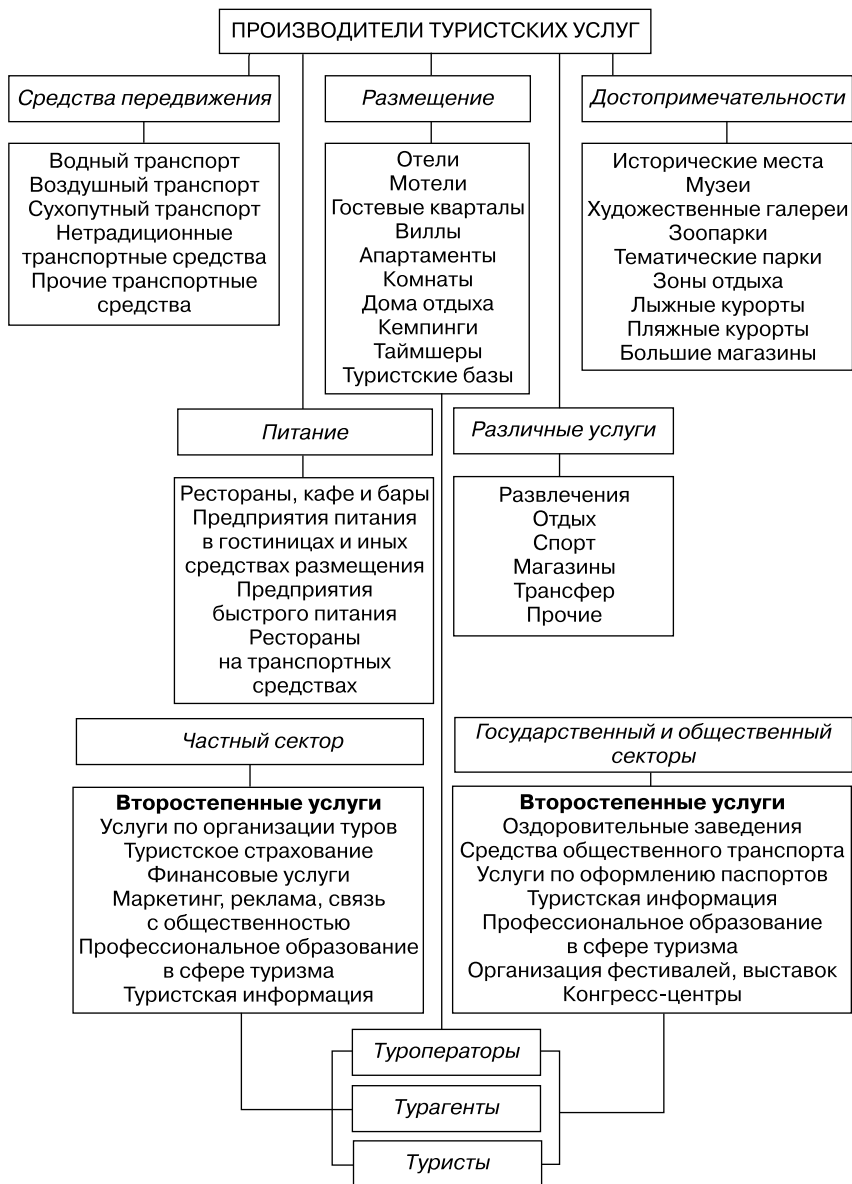 ПРОИЗВОДИТЕЛИ ТУРИСТСКИХ УСЛУГ
Средства передвижения
Водный транспорт
Воздушный транспорт
Сухопутный транспорт
Нетрадиционные
транспортные средства
Прочие транспортные
средства
Размещение
Отели
Мотели
Гостевые кварталы
Виллы
Апартаменты
Комнаты
Дома отдыха
Кемпинги
Таймшеры
Туристские базы
Достопримечательности
Исторические места
Музеи
Художественные галереи
Зоопарки
Тематические парки
Зоны отдыха
Лыжные курорты
Пляжные курорты
Большие магазины
Питание
Рестораны, кафе и бары
Предприятия питания
в гостиницах и иных
средствах размещения
Предприятия
быстрого питания
Рестораны
на транспортных
средствах
Различные услуги
Развлечения
Отдых
Спорт
Магазины
Трансфер
Прочие
Частный сектор
Второстепенные услуги
Услуги по организации туров
Туристское страхование
Финансовые услуги
Маркетинг, реклама, связь
с общественностью
Профессиональное образование
в сфере туризма
Туристская информация
Государственный и общественный
секторы
Второстепенные услуги
Оздоровительные заведения
Средства общественного транспорта
Услуги по оформлению паспортов
Туристская информация
Профессиональное образование
в сфере туризма
Организация фестивалей, выставок
Конгресс-центры
Туроператоры
Турагенты
Туристы